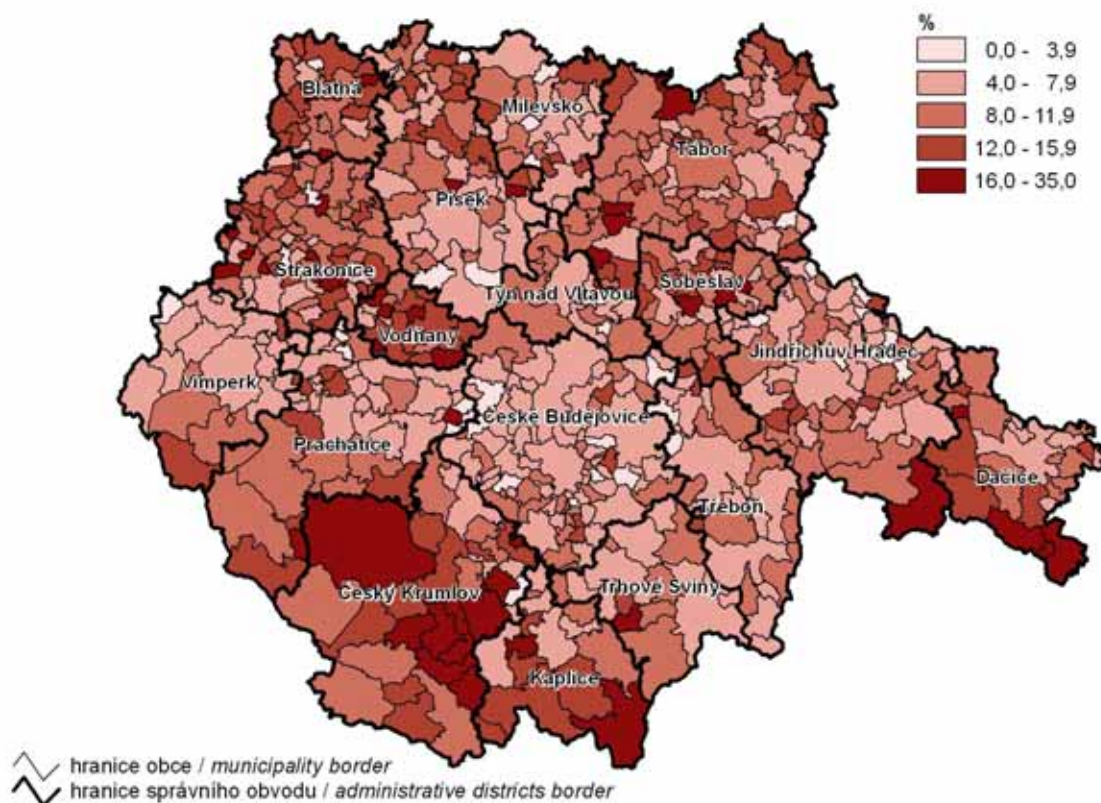 %
0,0 - 3,9
4,0 - 7,9
8,0 - 11,9
12,0 - 15,9
16,0 - 35,0
Blatná
Milevsko
Tábor
Písek
Strakonice
Soběslav
Týn nad Vltavou
Vodňany
Jindřichův Hradec
Vimperk
České Budějovice
Prachatice
Dačice
Třeboň
Český Krumlov
Trhové Sviny
Kaplice
hranice obce / municipality border
hranice správního obvodu / administrative districts border